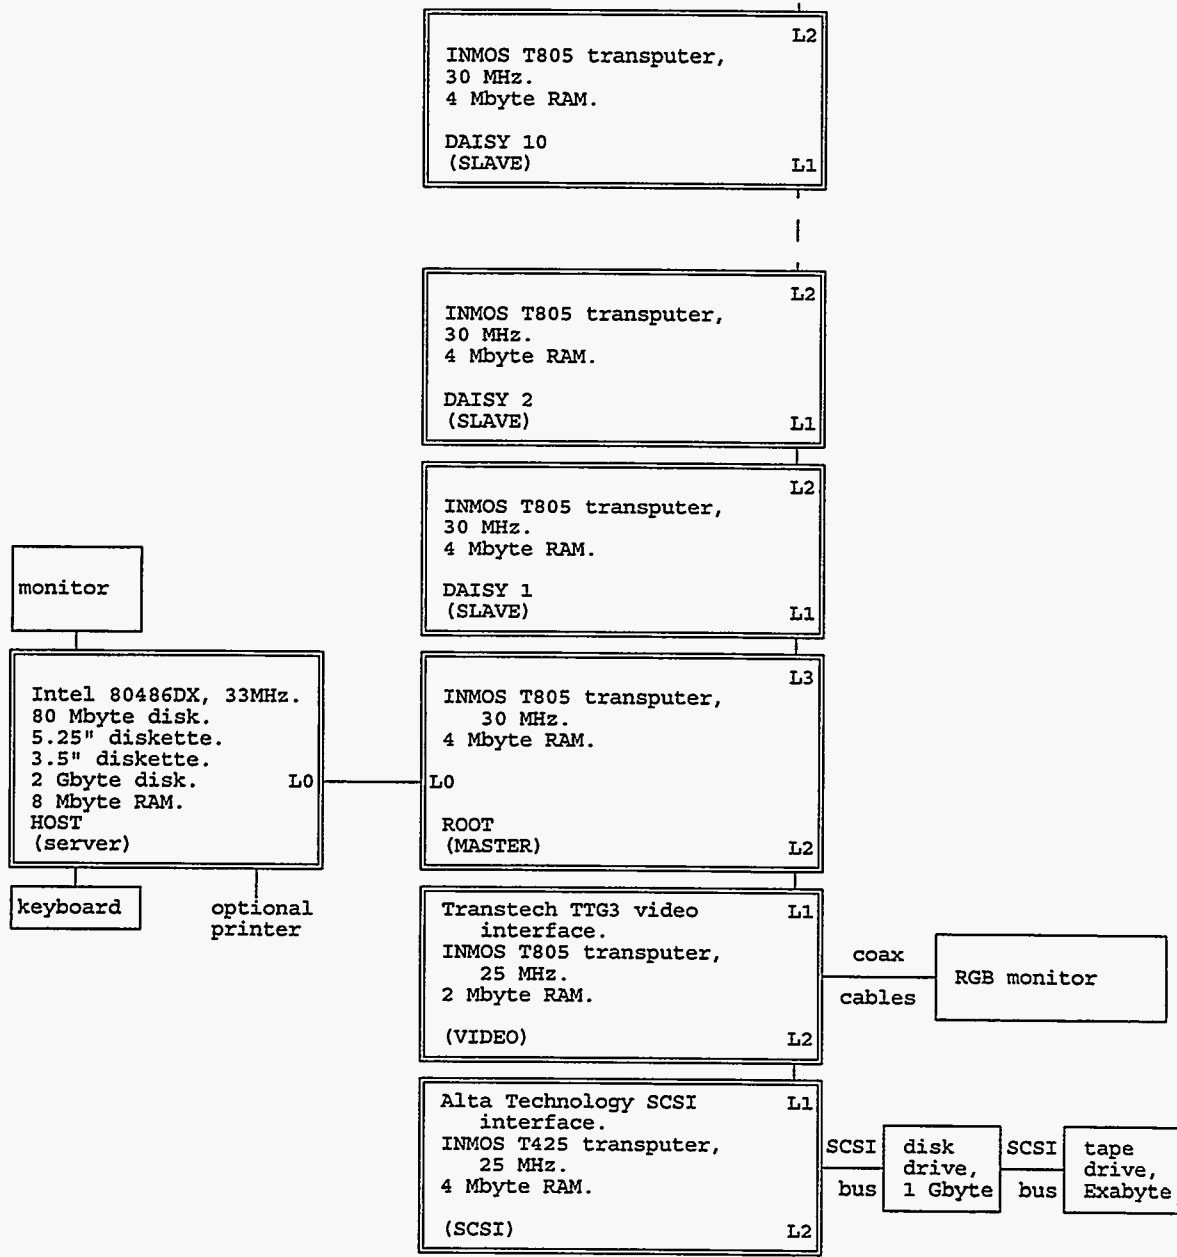 L2
INMOS T805 transputer,
30 MHz.
4 Mbyte RAM.
DAISY 10
(SLAVE)
L1
L2
INMOS T805 transputer,
30 MHz.
4 Mbyte RAM.
DAISY 2
(SLAVE)
L1
L2
INMOS T805 transputer,
30 MHz.
4 Mbyte RAM.
DAISY 1
(SLAVE)
L1
monitor
Intel 80486DX, 33MHz.
80 Mbyte disk.
5.25" diskette.
3.5" diskette.
2 Gbyte disk.
L0
8 Mbyte RAM.
HOST
(server)
keyboard
optional
printer
L3
INMOS T805 transputer,
30 MHz.
4 Mbyte RAM.
L0
ROOT
(MASTER)
L2
Transtech TTG3 video
L1
interface.
INMOS T805 transputer,
25 MHz.
2 Mbyte RAM.
(VIDEO)
L2
coax
cables
RGB monitor
Alta Technology SCSI
L1
interface.
INMOS T425 transputer,
25 MHz.
4 Mbyte RAM.
(SCSI)
L2
SCSI
bus
disk
drive,
1 Gbyte
SCSI
bus
tape
drive,
Exabyte